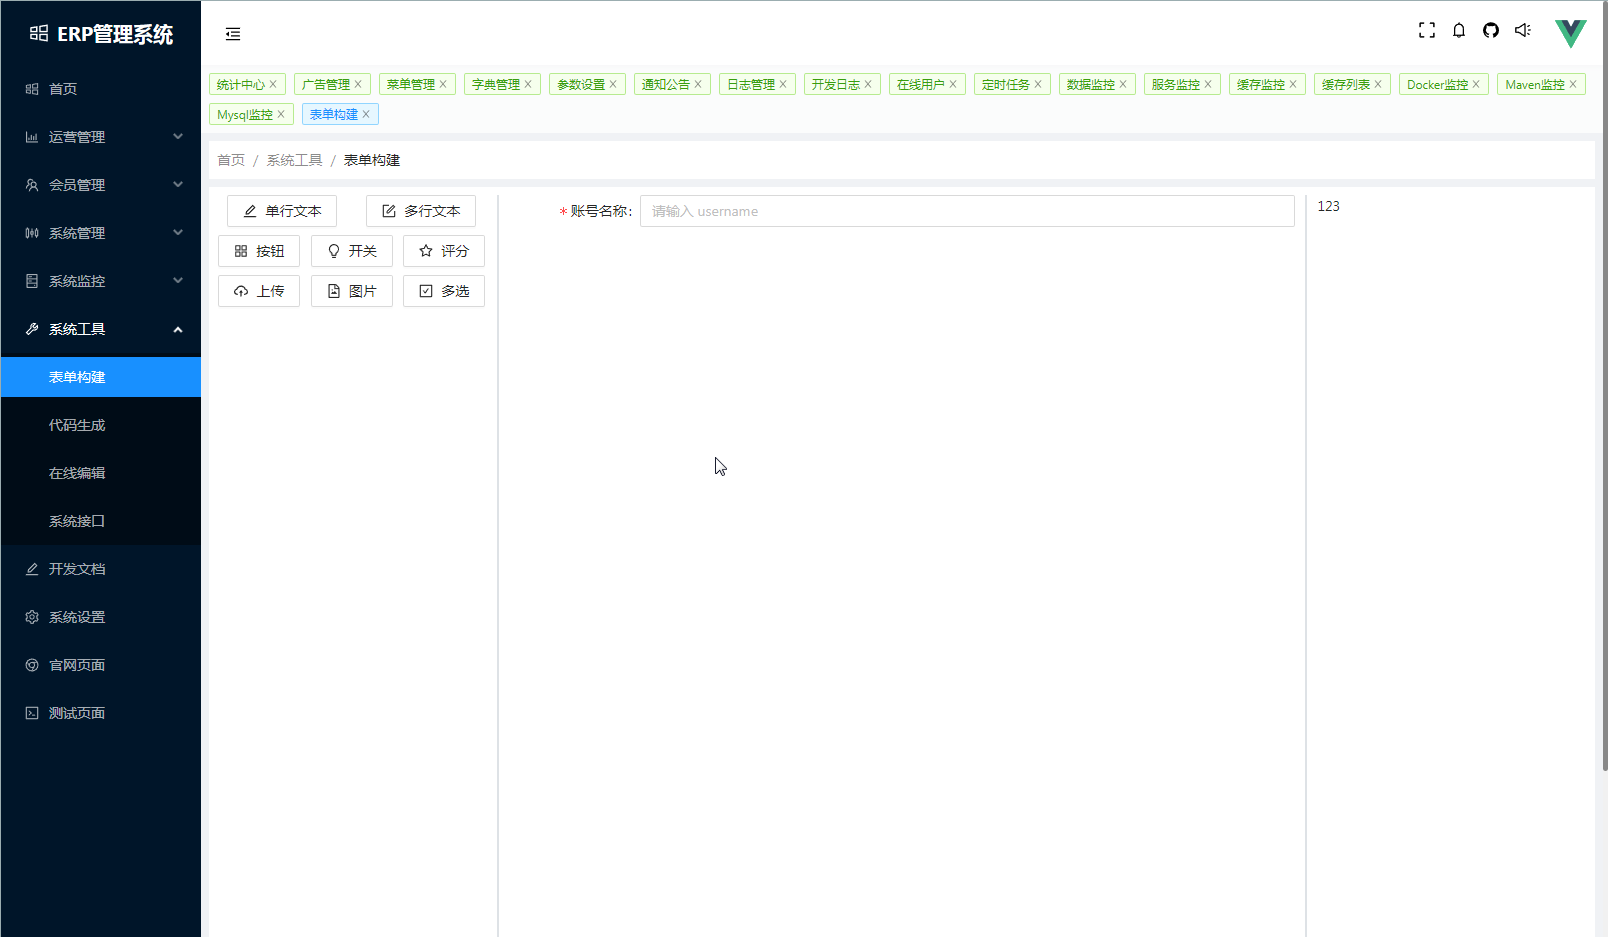 ERP管理系统
首页
运营管理
会员管理
系统管理
系统监控
系统工具
表单构建
代码生成
在线编辑
系统接口
开发文档
系统设置
官网页面
测试页面
统计中心 广告管理 菜单管理 字典管理 参数设置 通知公告 日志管理 开发日志 在线用户 定时任务 数据监控 服务监控 缓存监控 缓存列表 Docker监控 Maven监控
Mysql监控 表单构建
首页 / 系统工具 / 表单构建
单行文本 多行文本
按钮 开关 评分
上传 图片 多选
* 账号名称: 请输入 username
123